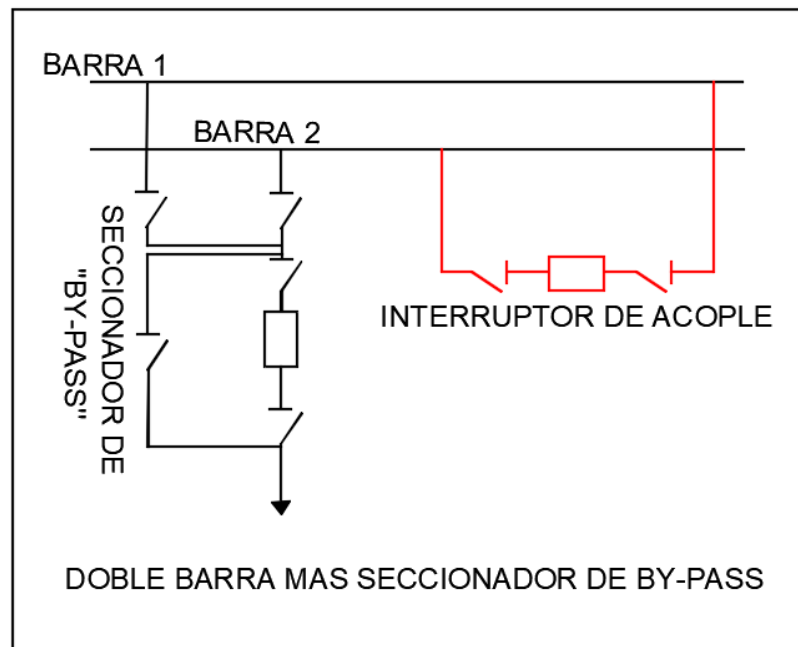 BARRA 1
BARRA 2
SECCIONADOR DE
"BY-PASS"
INTERRUPTOR DE ACOPLE
DOBLE BARRA MAS SECCIONADOR DE BY-PASS